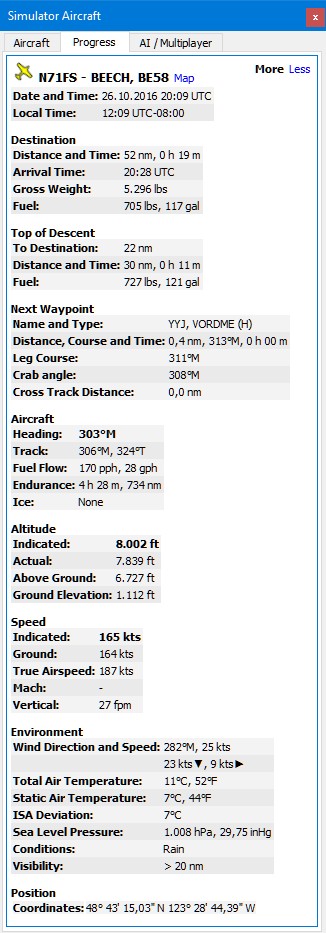 Simulator Aircraft
x
Aircraft Progress AI / Multiplayer
N71FS - BEECH, BE58 Map More Less
Date and Time: 26.10.2016 20:09 UTC
Local Time: 12:09 UTC-08:00
Destination
Distance and Time: 52 nm, 0 h 19 m
Arrival Time: 20:28 UTC
Gross Weight: 5.296 lbs
Fuel: 705 lbs, 117 gal
Top of Descent
To Destination: 22 nm
Distance and Time: 30 nm, 0 h 11 m
Fuel: 727 lbs, 121 gal
Next Waypoint
Name and Type: YYJ, VORDME (H)
Distance, Course and Time: 0,4 nm, 313°M, 0 h 00 m
Leg Course: 311°M
Crab angle: 308°M
Cross Track Distance: 0,0 nm
Aircraft
Heading: 303°M
Track: 306°M, 324°T
Fuel Flow: 170 pph, 28 gph
Endurance: 4 h 28 m, 734 nm
Ice: None
Altitude
Indicated: 8.002 ft
Actual: 7.839 ft
Above Ground: 6.727 ft
Ground Elevation: 1.112 ft
Speed
Indicated: 165 kts
Ground: 164 kts
True Airspeed: 187 kts
Mach: -
Vertical: 27 fpm
Environment
Wind Direction and Speed: 282°M, 25 kts
23 kts ▼, 9 kts ►
Total Air Temperature: 11°C, 52°F
Static Air Temperature: 7°C, 44°F
ISA Deviation: 7°C
Sea Level Pressure: 1.008 hPa, 29,75 inHg
Conditions: Rain
Visibility: > 20 nm
Position
Coordinates: 48° 43' 15,03" N 123° 28' 44,39" W